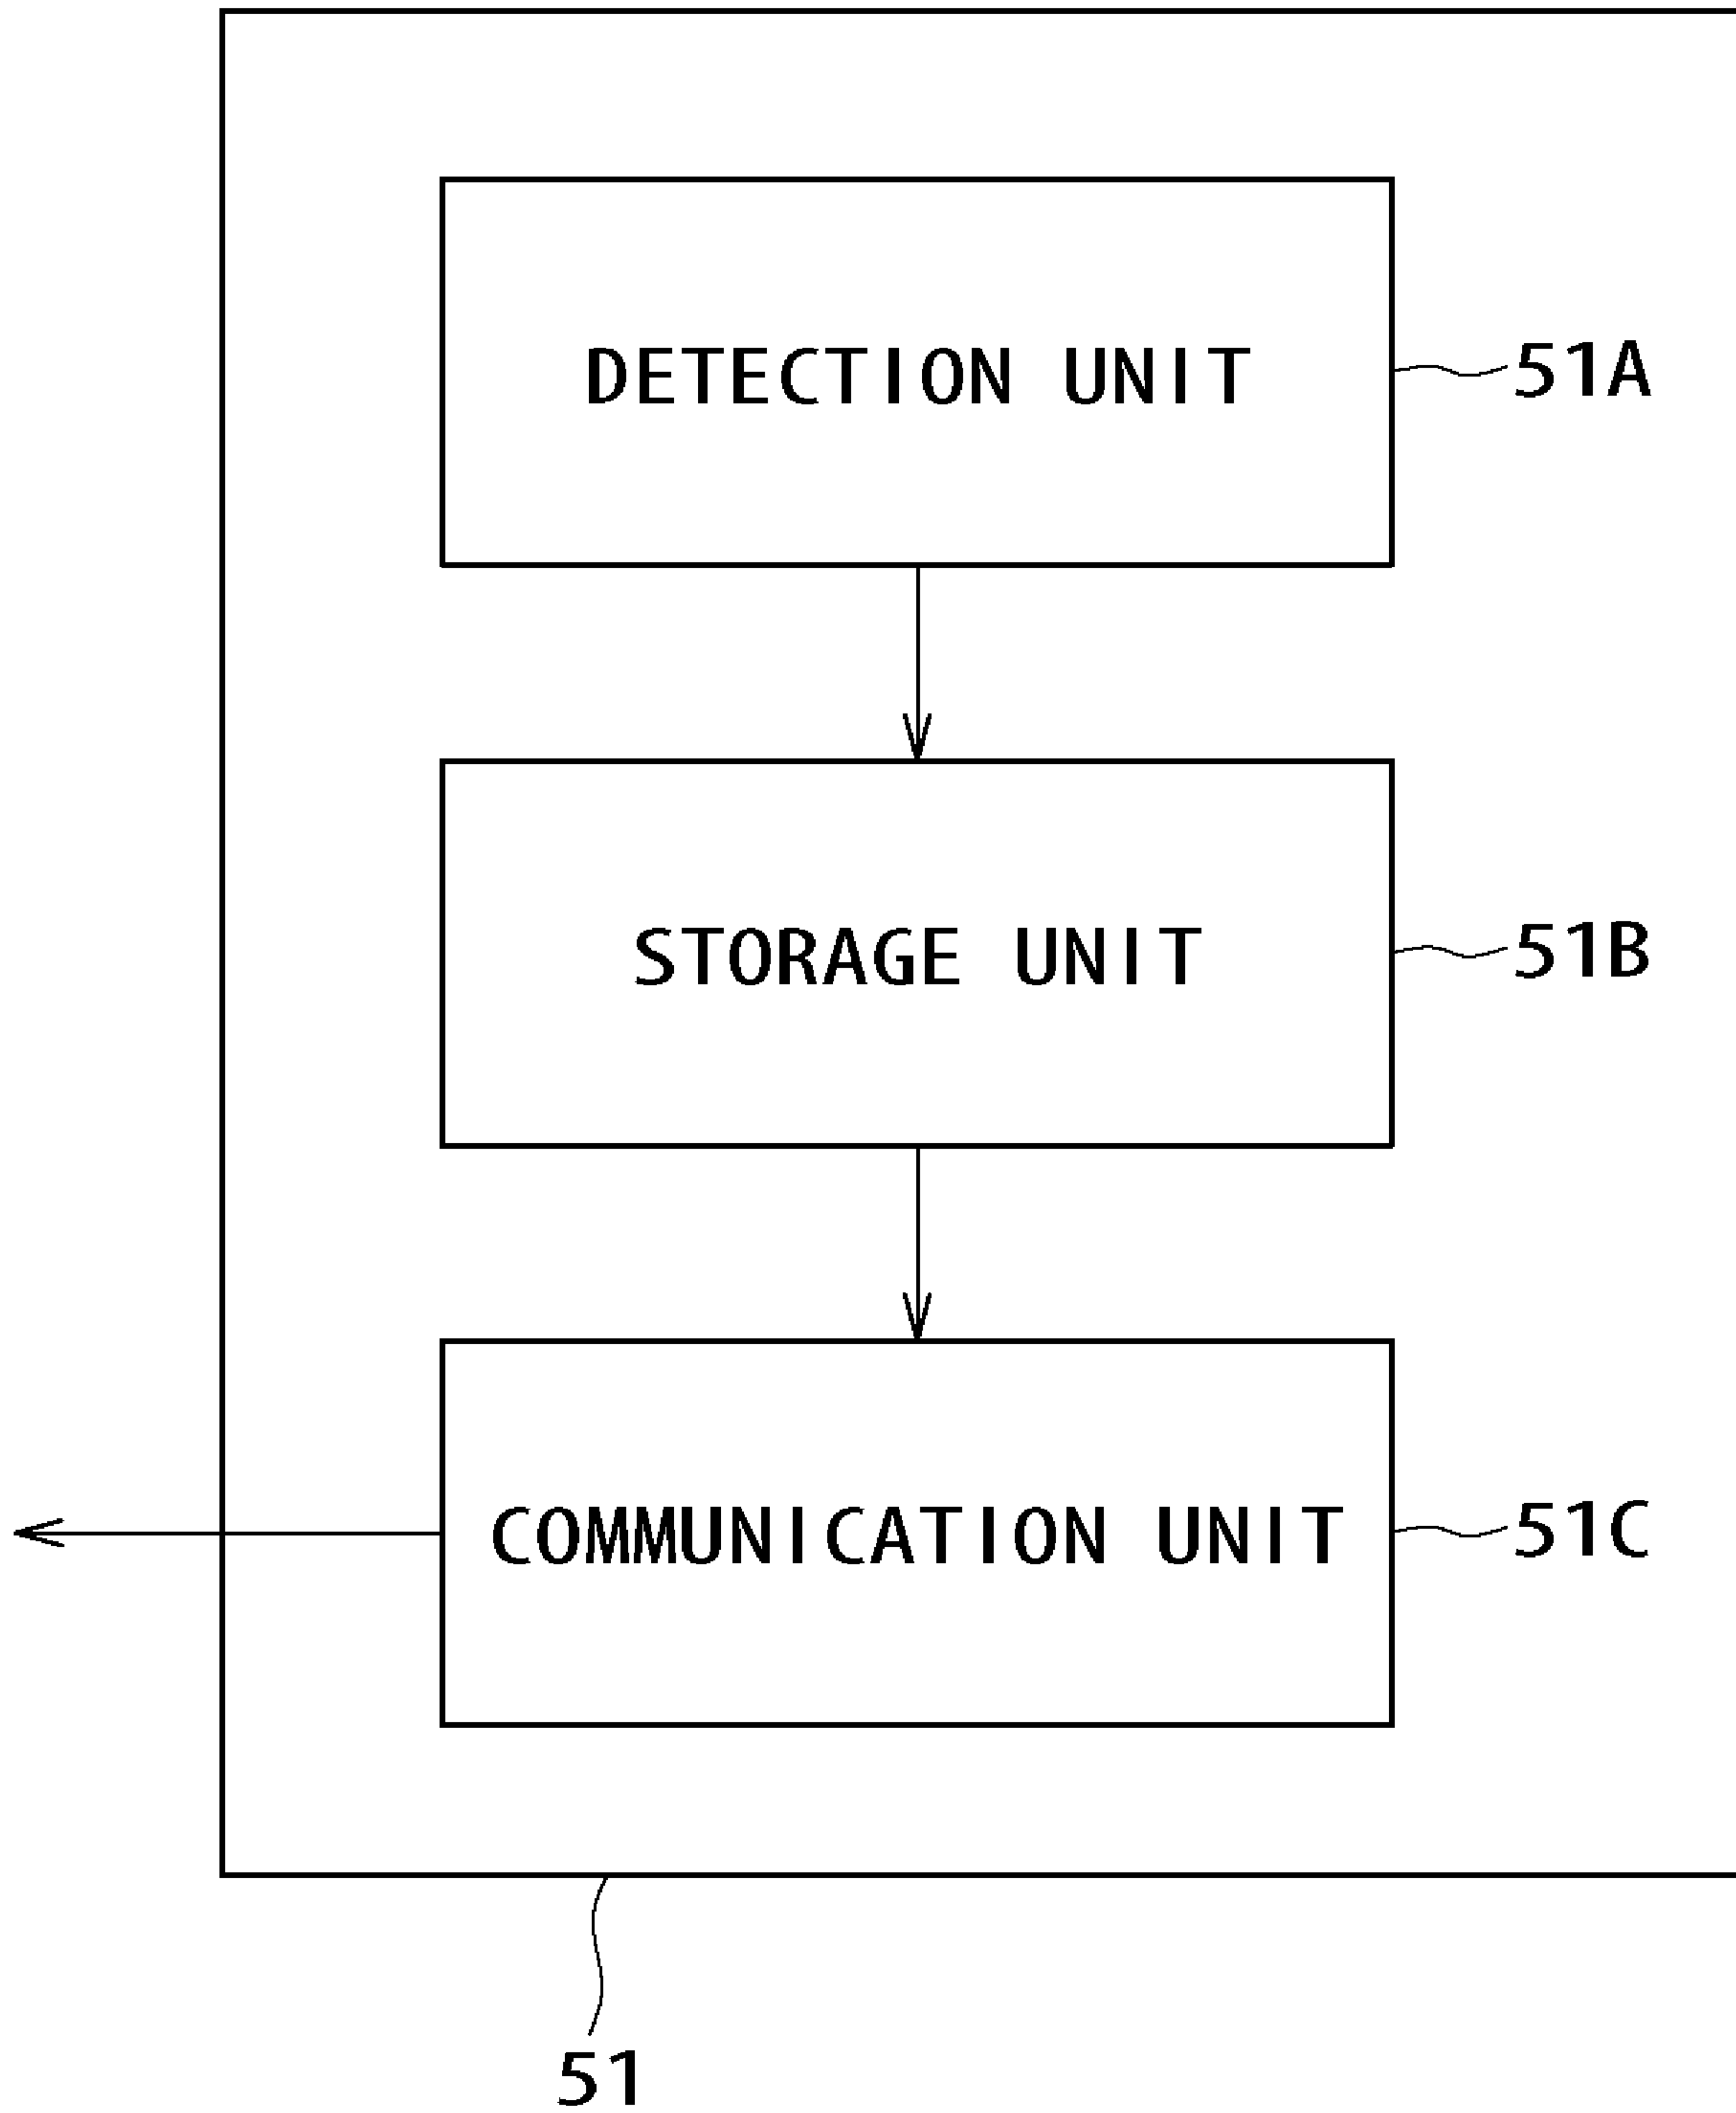 DETECTION UNIT
51A
STORAGE UNIT
51B
COMMUNICATION UNIT
51C
51